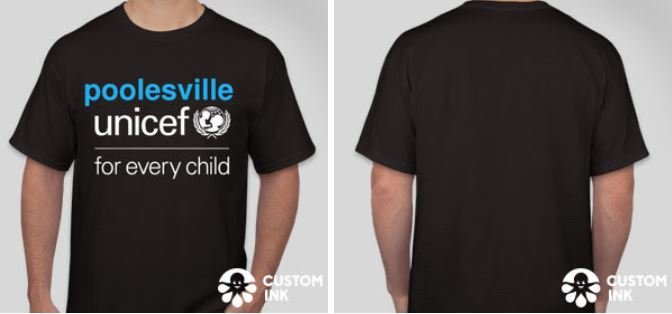 poolesville
unicef
for every child
CUSTOM
INK
CUSTOM
INK